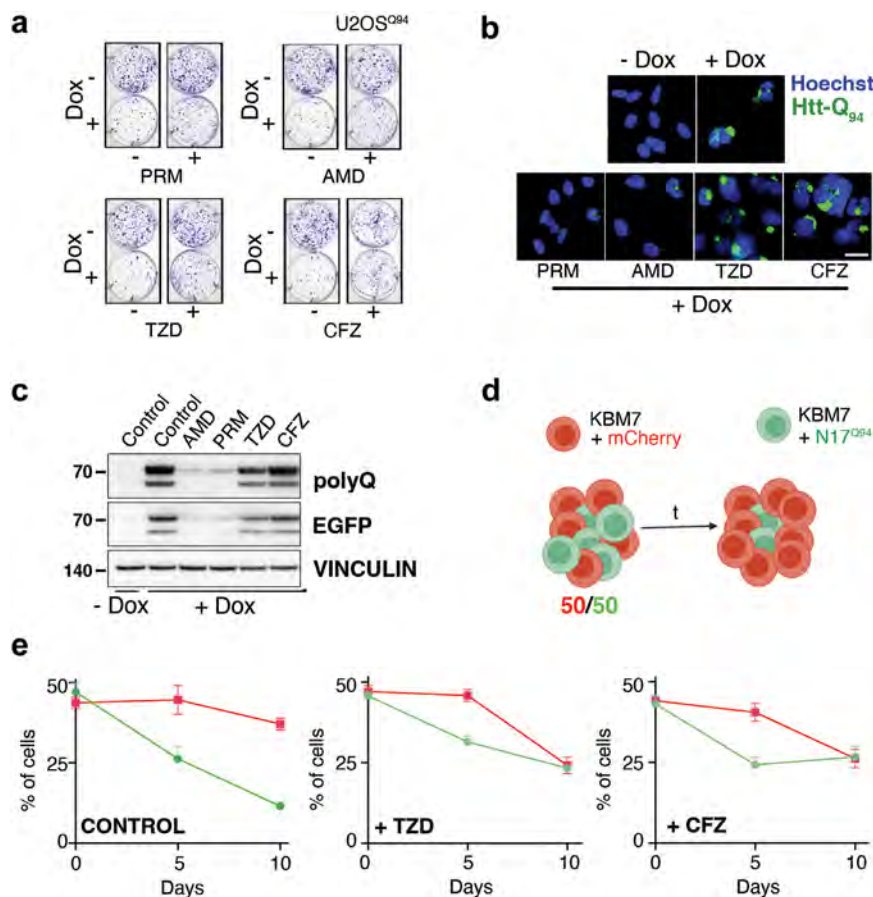 a
U2OS^Q94
Dox
-
+
- +
PRM
Dox
-
+
- +
AMD
Dox
-
+
- +
TZD
Dox
-
+
- +
CFZ
b
- Dox + Dox
Hoechst
Htt-Q₉₄
PRM AMD TZD CFZ
+ Dox
c
Control Control AMD PRM TZD CFZ
70 polyQ
70 EGFP
140 VINCULIN
- Dox + Dox
d
KBM7
+ mCherry
KBM7
+ N17^Q94
t
50/50
e
% of cells
50
25
0
CONTROL
0 5 10
Days
% of cells
50
25
0
+ TZD
0 5 10
Days
% of cells
50
25
0
+ CFZ
0 5 10
Days